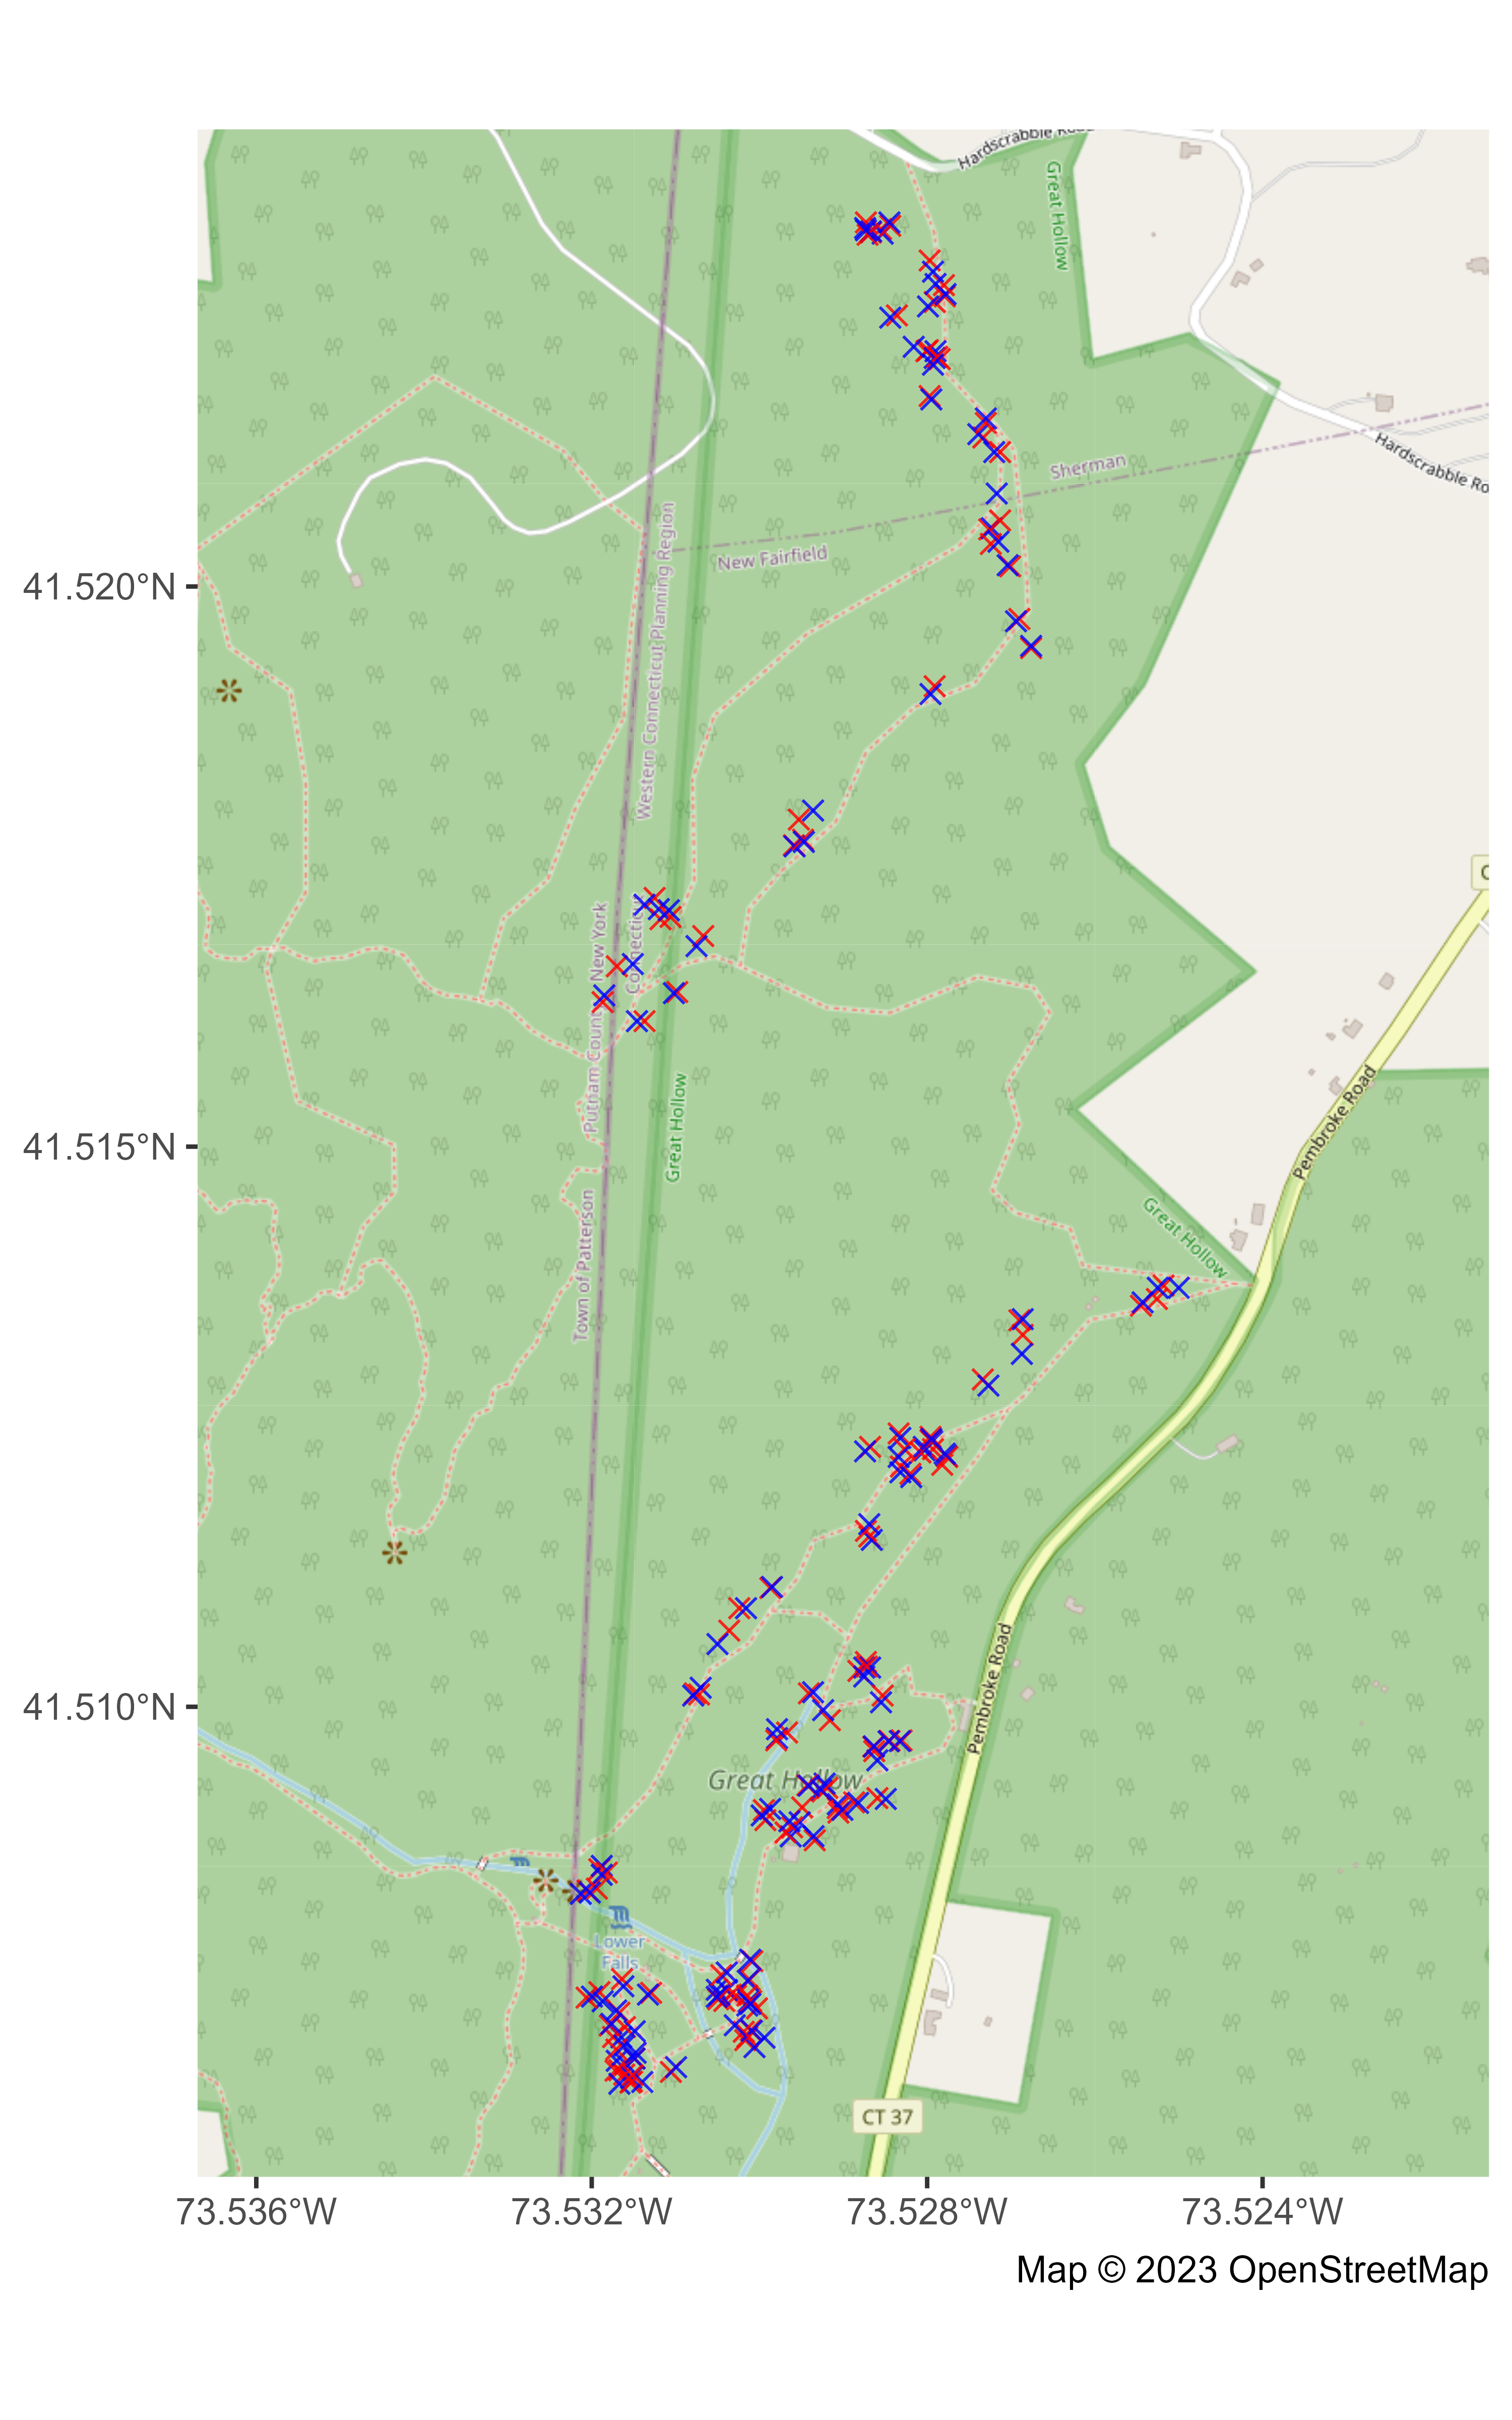 Hardscrabble
Great Hollow
Hardscrabble Ro
Sherman
New Fairfield
41.520°N
Western Connecticut Planning Region
C
Putnam County New York
Connecticut
41.515°N
Great Hollow
Pembroke Road
Town of Patterson
Great Hollow
Pembroke Road
41.510°N
Great Hollow
Lower
Falls
CT 37
73.536°W
73.532°W
73.528°W
73.524°W
Map © 2023 OpenStreetMap